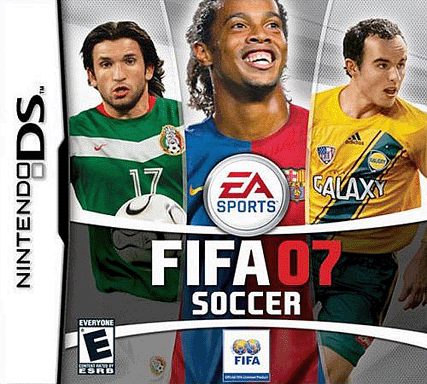 NINTENDO DS
17
GALAXY
EA
SPORTS
FIFA 07
SOCCER
EVERYONE
E
CONTENT RATED BY
ESRB
FIFA